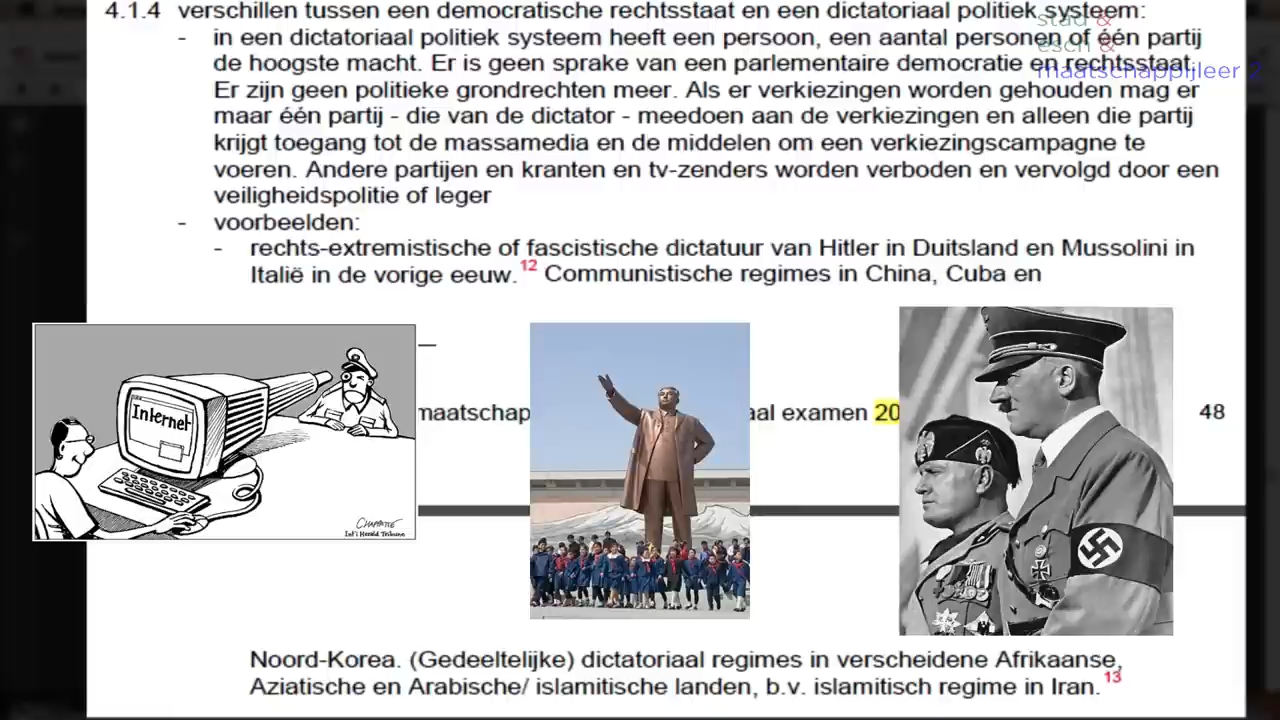 4.1.4 verschillen tussen een democratische rechtsstaat en een dictatoriaal politiek systeem:
- in een dictatoriaal politiek systeem heeft een persoon, een aantal personen of één partij
de hoogste macht. Er is geen sprake van een parlementaire democratie en rechtsstaat.
Er zijn geen politieke grondrechten meer. Als er verkiezingen worden gehouden mag er
maar één partij - die van de dictator - meedoen aan de verkiezingen en alleen die partij
krijgt toegang tot de massamedia en de middelen om een verkiezingscampagne te
voeren. Andere partijen en kranten en tv-zenders worden verboden en vervolgd door een
veiligheidspolitie of leger
- voorbeelden:
- rechts-extremistische of fascistische dictatuur van Hitler in Duitsland en Mussolini in
Italië in de vorige eeuw.12 Communistische regimes in China, Cuba en
stad &
esch &
maatschappijleer 2
Internet
CHAPPATTE
Int'l Herald Tribune
maatschap
aal examen 20
48
Noord-Korea. (Gedeeltelijke) dictatoriaal regimes in verscheidene Afrikaanse,
Aziatische en Arabische/ islamitische landen, b.v. islamitisch regime in Iran.13